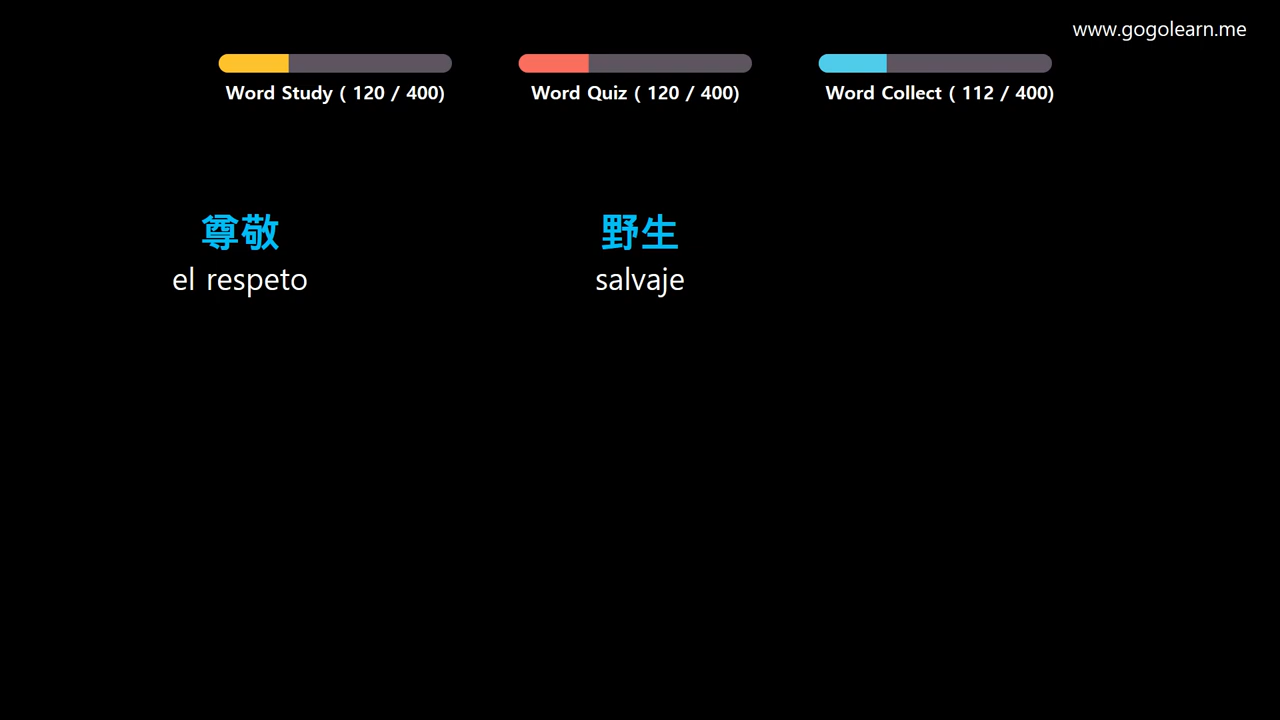 www.gogolearn.me
Word Study ( 120 / 400)
Word Quiz ( 120 / 400)
Word Collect ( 112 / 400)
尊敬
el respeto
野生
salvaje